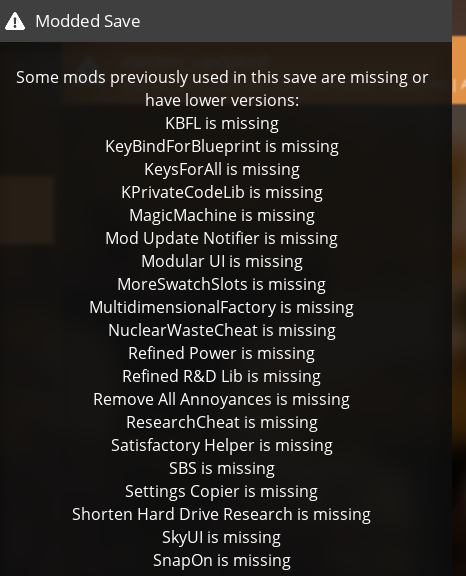 Modded Save
Some mods previously used in this save are missing or
have lower versions:
KBFL is missing
KeyBindForBlueprint is missing
KeysForAll is missing
KPrivateCodeLib is missing
MagicMachine is missing
Mod Update Notifier is missing
Modular UI is missing
MoreSwatchSlots is missing
MultidimensionalFactory is missing
NuclearWasteCheat is missing
Refined Power is missing
Refined R&D Lib is missing
Remove All Annoyances is missing
ResearchCheat is missing
Satisfactory Helper is missing
SBS is missing
Settings Copier is missing
Shorten Hard Drive Research is missing
SkyUI is missing
SnapOn is missing